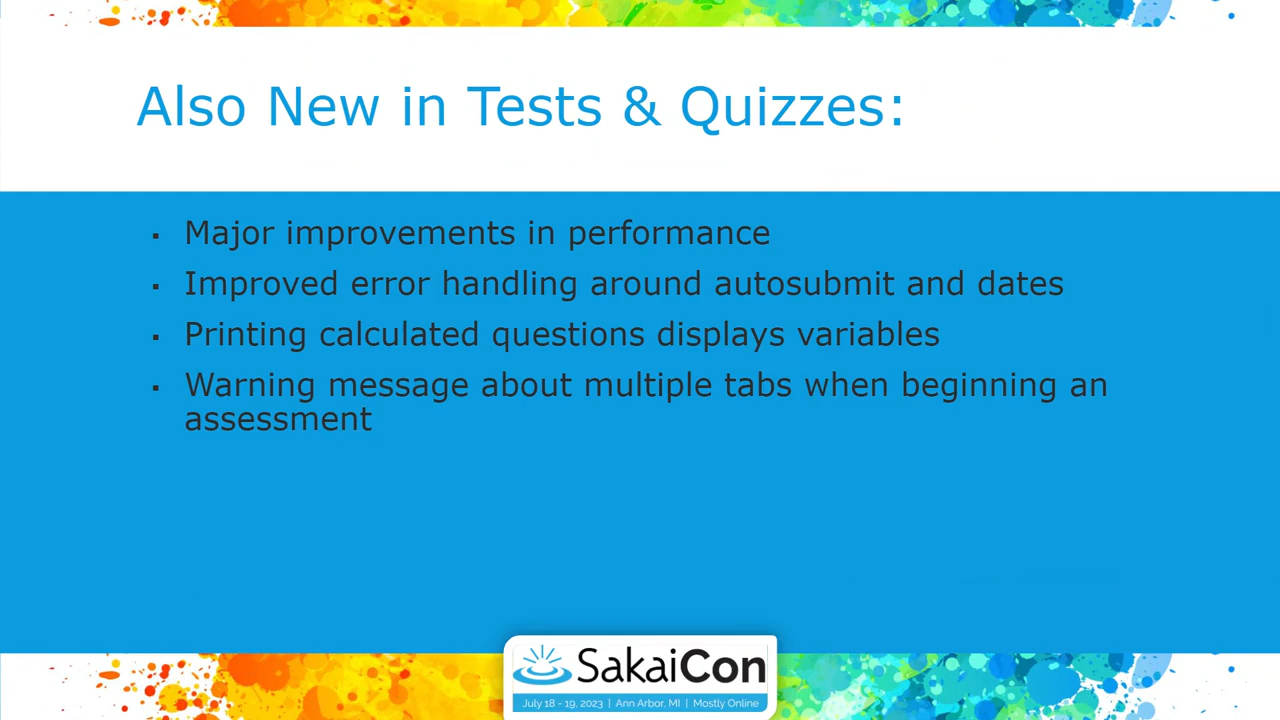 Also New in Tests & Quizzes:
▪ Major improvements in performance
▪ Improved error handling around autosubmit and dates
▪ Printing calculated questions displays variables
▪ Warning message about multiple tabs when beginning an
assessment
SakaiCon
July 18 - 19, 2023 | Ann Arbor, MI | Mostly Online